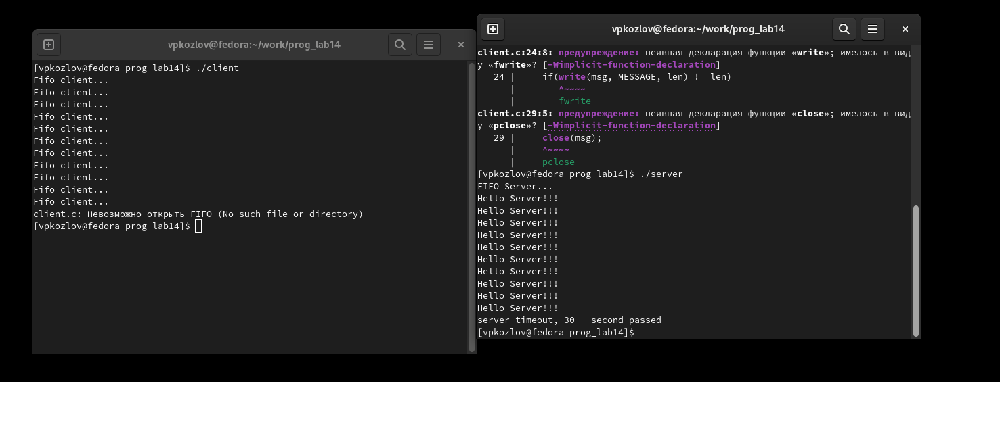 vpkozlov@fedora:~/work/prog_lab14
[vpkozlov@fedora prog_lab14]$ ./client
Fifo client...
Fifo client...
Fifo client...
Fifo client...
Fifo client...
Fifo client...
Fifo client...
Fifo client...
Fifo client...
Fifo client...
Fifo client...
client.c: Невозможно открыть FIFO (No such file or directory)
[vpkozlov@fedora prog_lab14]$
vpkozlov@fedora:~/work/prog_lab14
client.c:24:8: предупреждение: неявная декларация функции «write»; имелось в вид
у «fwrite»? [-Wimplicit-function-declaration]
24 | if(write(msg, MESSAGE, len) != len)
| ^~~~~
| fwrite
client.c:29:5: предупреждение: неявная декларация функции «close»; имелось в вид
у «pclose»? [-Wimplicit-function-declaration]
29 | close(msg);
| ^~~~~
| pclose
[vpkozlov@fedora prog_lab14]$ ./server
FIFO Server...
Hello Server!!!
Hello Server!!!
Hello Server!!!
Hello Server!!!
Hello Server!!!
Hello Server!!!
Hello Server!!!
Hello Server!!!
Hello Server!!!
Hello Server!!!
server timeout, 30 - second passed
[vpkozlov@fedora prog_lab14]$